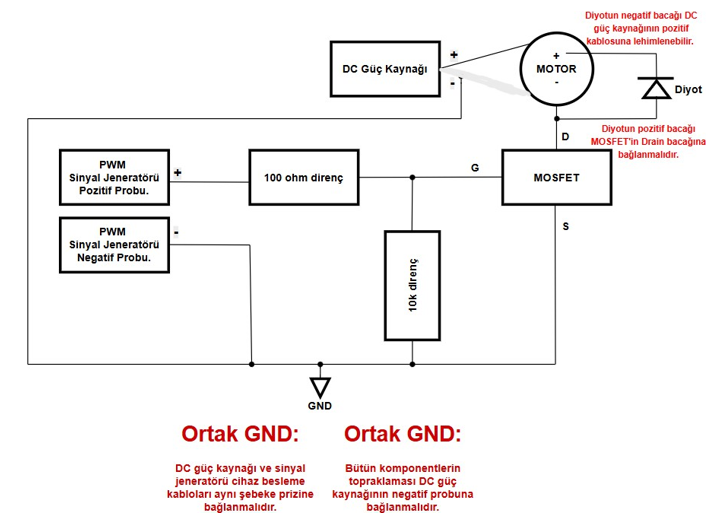 Diyotun negatif bacağı DC
güç kaynağının pozitif
kablosuna lehimlenebilir.
+
DC Güç Kaynağı
-
+
MOTOR
-
Diyot
Diyotun pozitif bacağı
MOSFET'in Drain bacağına
bağlanmalıdır.
D
PWM
Sinyal Jeneratörü
Pozitif Probu.
+
100 ohm direnç
G
MOSFET
S
PWM
Sinyal Jeneratörü
Negatif Probu.
-
10k direnç
GND
Ortak GND:
DC güç kaynağı ve sinyal
jeneratörü cihaz besleme
kabloları aynı şebeke prizine
bağlanmalıdır.
Ortak GND:
Bütün komponentlerin
topraklaması DC güç
kaynağının negatif probuna
bağlanmalıdır.